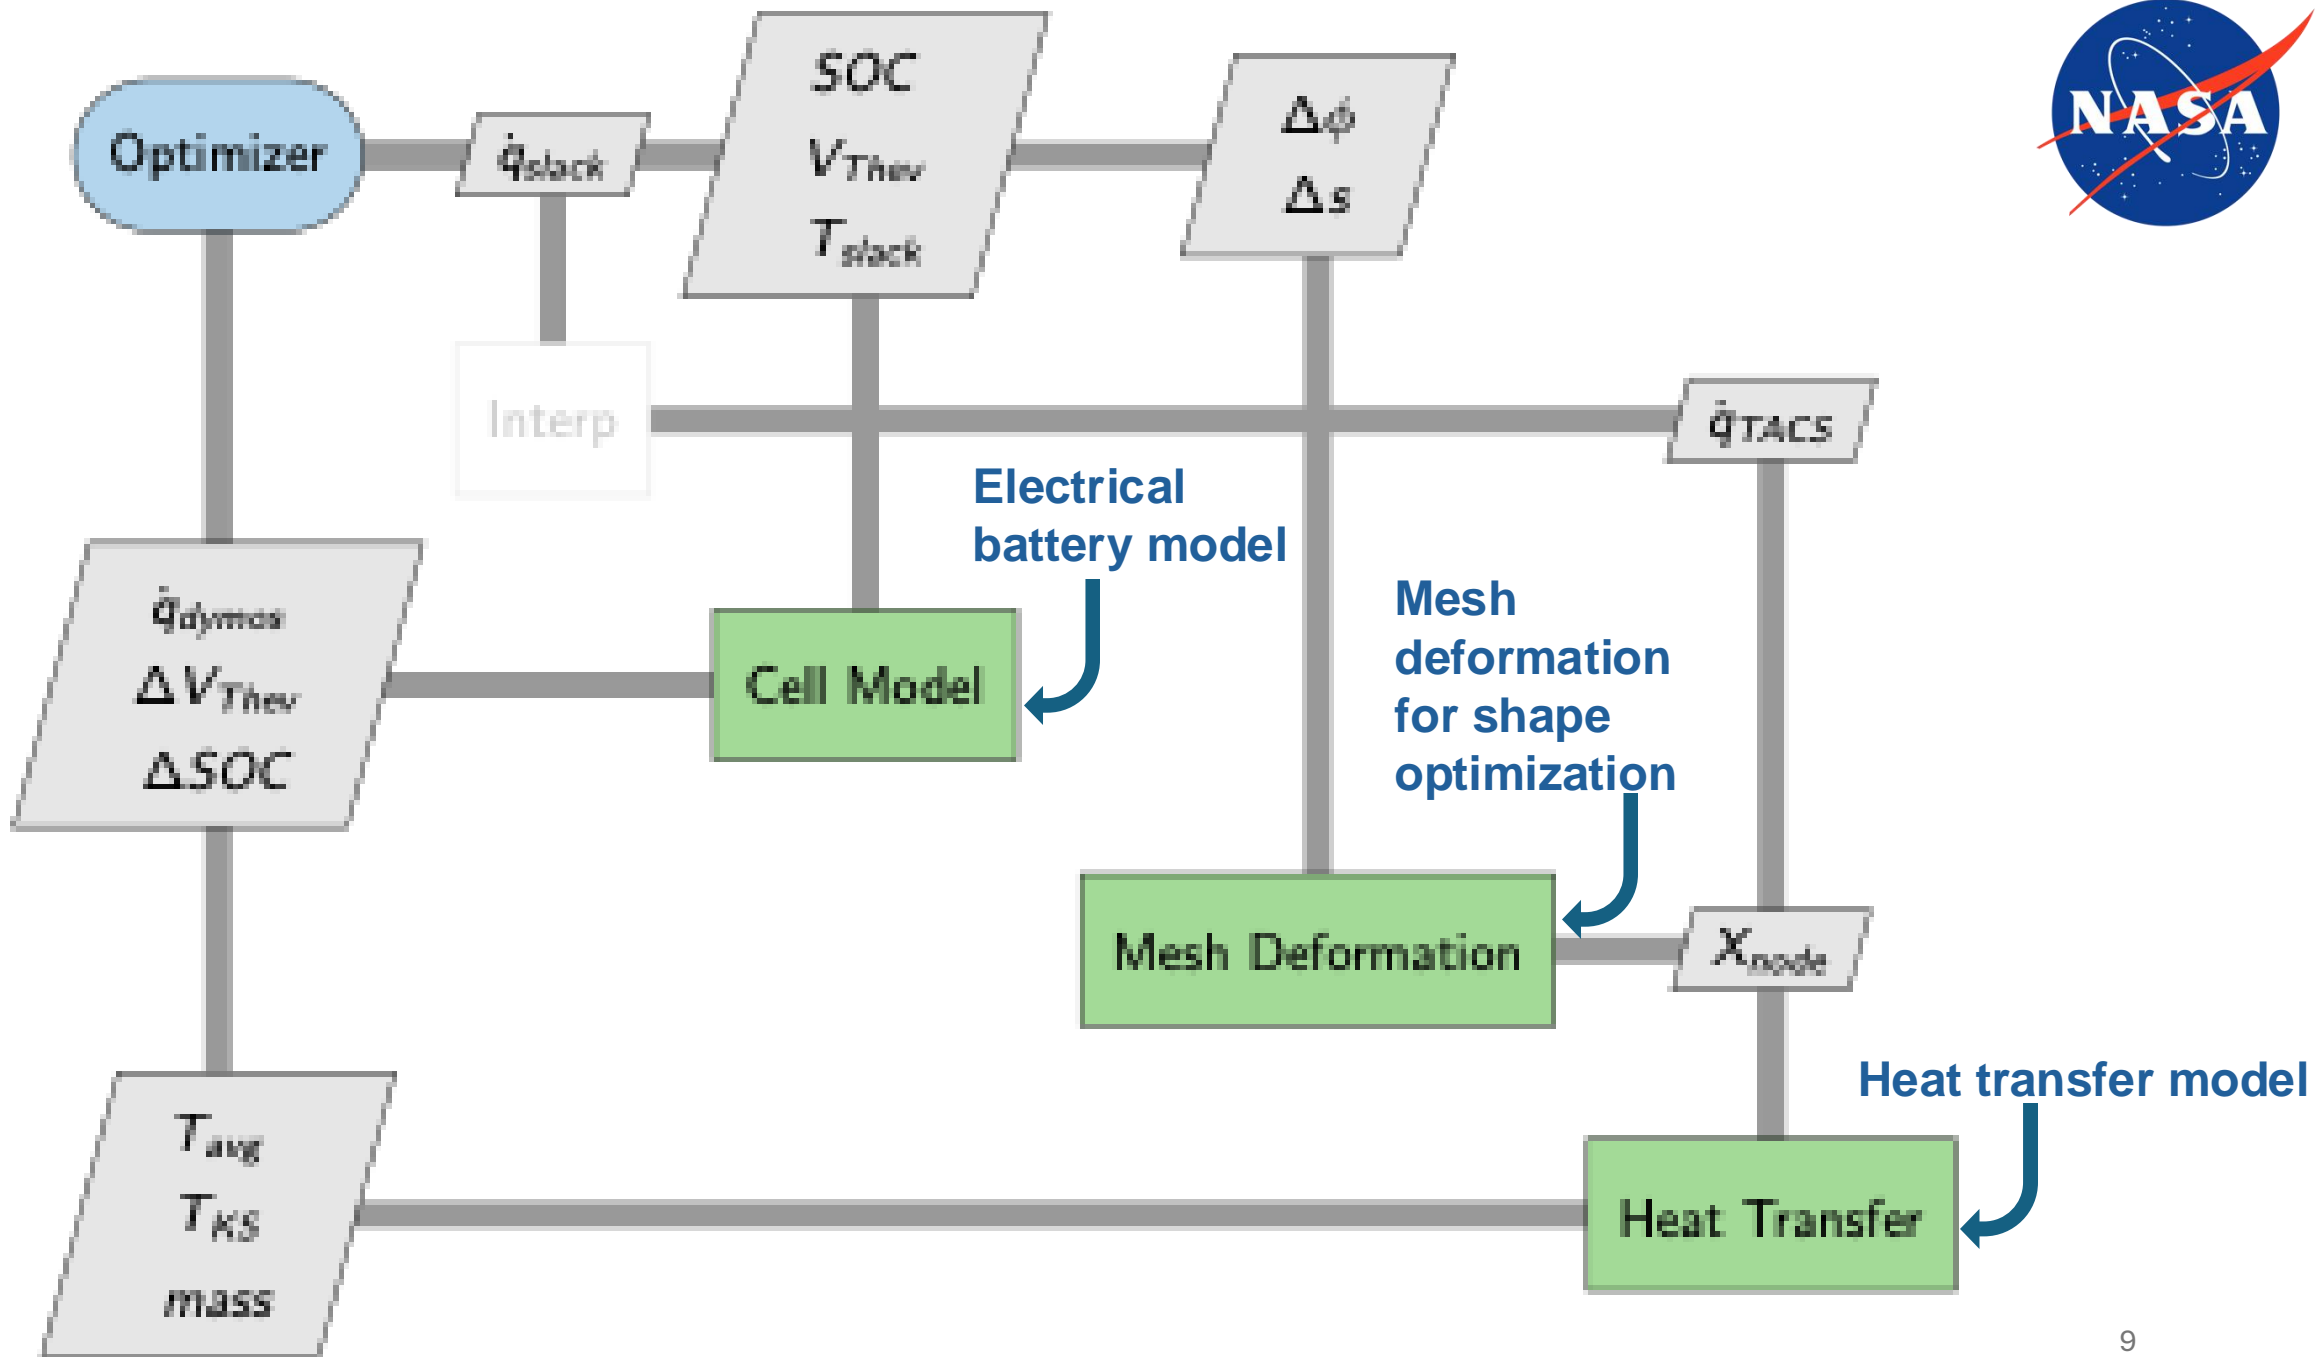 Optimizer
q̇slack
SOC
VThev
Tslack
Δϕ
Δs
NASA
Interp
q̇TACS
Electrical
battery model
q̇dymos
ΔVThev
ΔSOC
Cell Model
Mesh
deformation
for shape
optimization
Mesh Deformation
Xnode
Heat transfer model
Tavg
TKS
mass
Heat Transfer
9